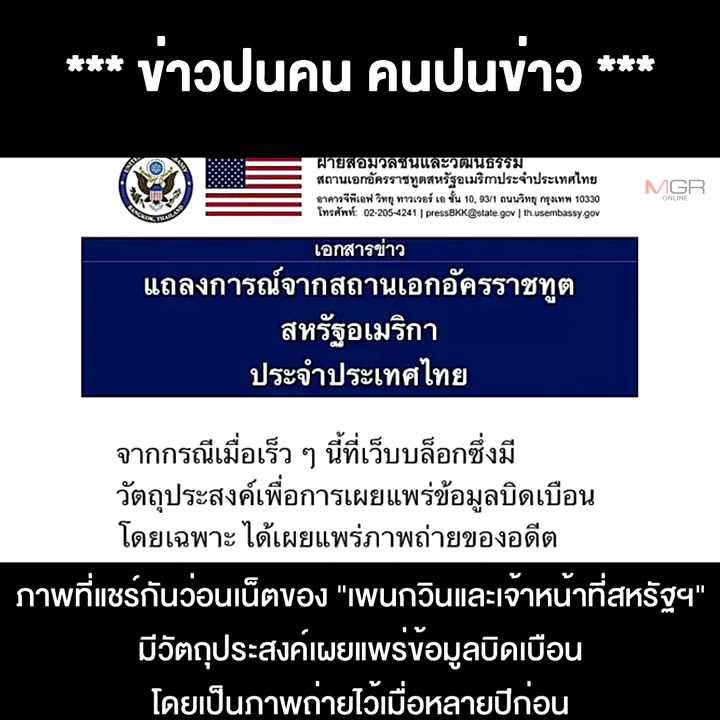 *** ข่าวปนคน คนปนข่าว ***
ฝ่ายสื่อมวลชนและวัฒนธรรม
สถานเอกอัครราชทูตสหรัฐอเมริกาประจำประเทศไทย
อาคารจีพีเอฟ วิทยุ ทาวเวอร์ เอ ชั้น 10, 93/1 ถนนวิทยุ กรุงเทพ 10330
โทรศัพท์: 02-205-4241 | pressBKK@state.gov | th.usembassy.gov
MGR
ONLINE
BANGKOK, THAILAND
เอกสารข่าว
แถลงการณ์จากสถานเอกอัครราชทูต
สหรัฐอเมริกา
ประจำประเทศไทย
จากกรณีเมื่อเร็ว ๆ นี้ที่เว็บบล็อกซึ่งมี
วัตถุประสงค์เพื่อการเผยแพร่ข้อมูลบิดเบือน
โดยเฉพาะ ได้เผยแพร่ภาพถ่ายของอดีต
ภาพที่แชร์กันว่อนเน็ตของ "เพนกวินและเจ้าหน้าที่สหรัฐฯ"
มีวัตถุประสงค์เผยแพร่ข้อมูลบิดเบือน
โดยเป็นภาพถ่ายไว้เมื่อหลายปีก่อน